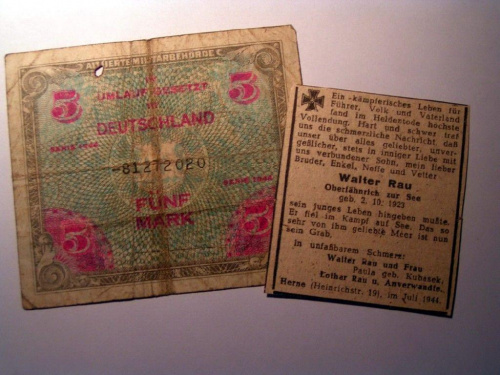 ALLIIERTE MILITÄRBEHÖRDE
IN
UMLAUF GESETZT
IN
DEUTSCHLAND
5
5
SERIE 1944
-81272020
SERIE 1944
FÜNF
MARK
5
5
Ein kämpferisches Leben für
Führer, Volk und Vaterland
fand im Heldentode höchste
Vollendung. Hart und schwer traf
uns die schmerzliche Nachricht, daß
unser über alles geliebter, unver-
geßlicher, stets in inniger Liebe mit
uns verbundener Sohn, mein lieber
Bruder, Enkel, Neffe und Vetter
Walter Rau
Oberfähnrich zur See
geb. 2. 10. 1923
sein junges Leben hingeben mußte.
Er fiel im Kampf auf See. Das so
sehr von ihm geliebte Meer ist nun
sein Grab.
In unfaßbarem Schmerz:
Walter Rau und Frau
Paula geb. Kubaxek,
Lothar Rau u. Anverwandte.
Herne (Heinrichstr. 19), im Juli 1944.